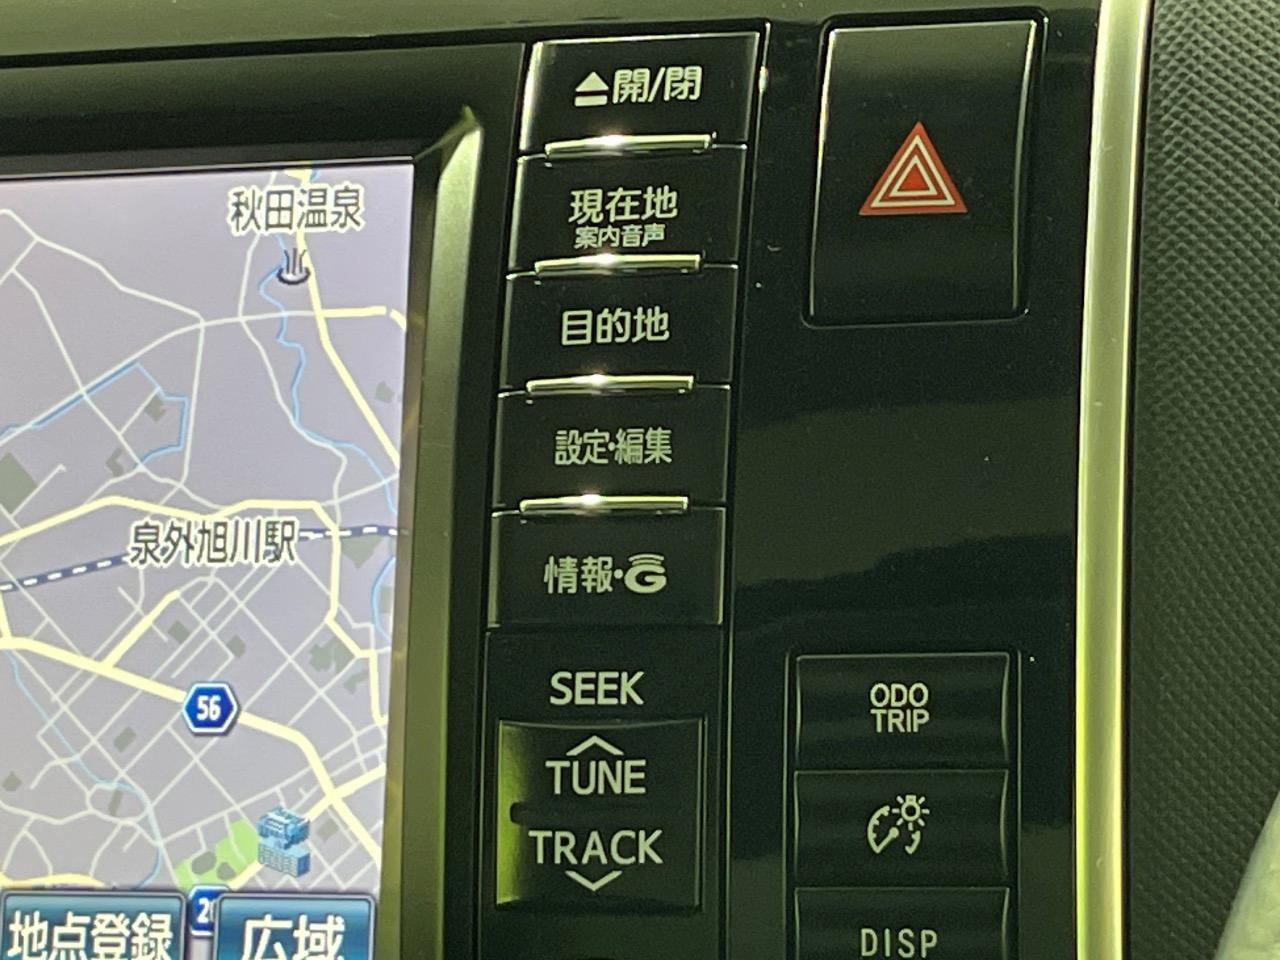 秋田温泉
泉外旭川駅
56
地点登録
広域
開/閉
現在地
案内音声
目的地
設定・編集
情報・G
SEEK
TUNE
TRACK
ODO
TRIP
DISP